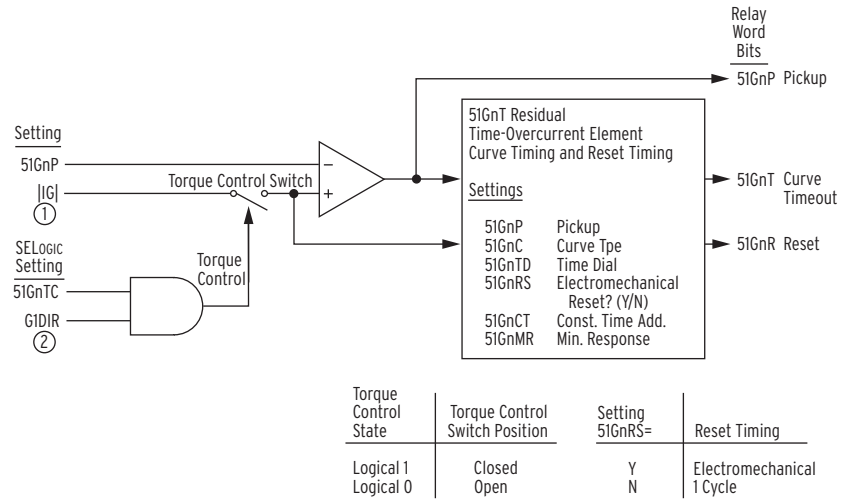 Relay
Word
Bits
51GnP Pickup
Setting
51GnP
|IG|
①
Torque Control Switch
−
+
SELOGIC
Setting
51GnTC
G1DIR
②
Torque
Control
51GnT Residual
Time-Overcurrent Element
Curve Timing and Reset Timing
Settings
51GnP Pickup
51GnC Curve Tpe
51GnTD Time Dial
51GnRS Electromechanical
Reset? (Y/N)
51GnCT Const. Time Add.
51GnMR Min. Response
51GnT Curve
Timeout
51GnR Reset
Torque
Control
State
Torque Control
Switch Position
Setting
51GnRS=
Reset Timing
Logical 1 Closed Y Electromechanical
Logical 0 Open N 1 Cycle